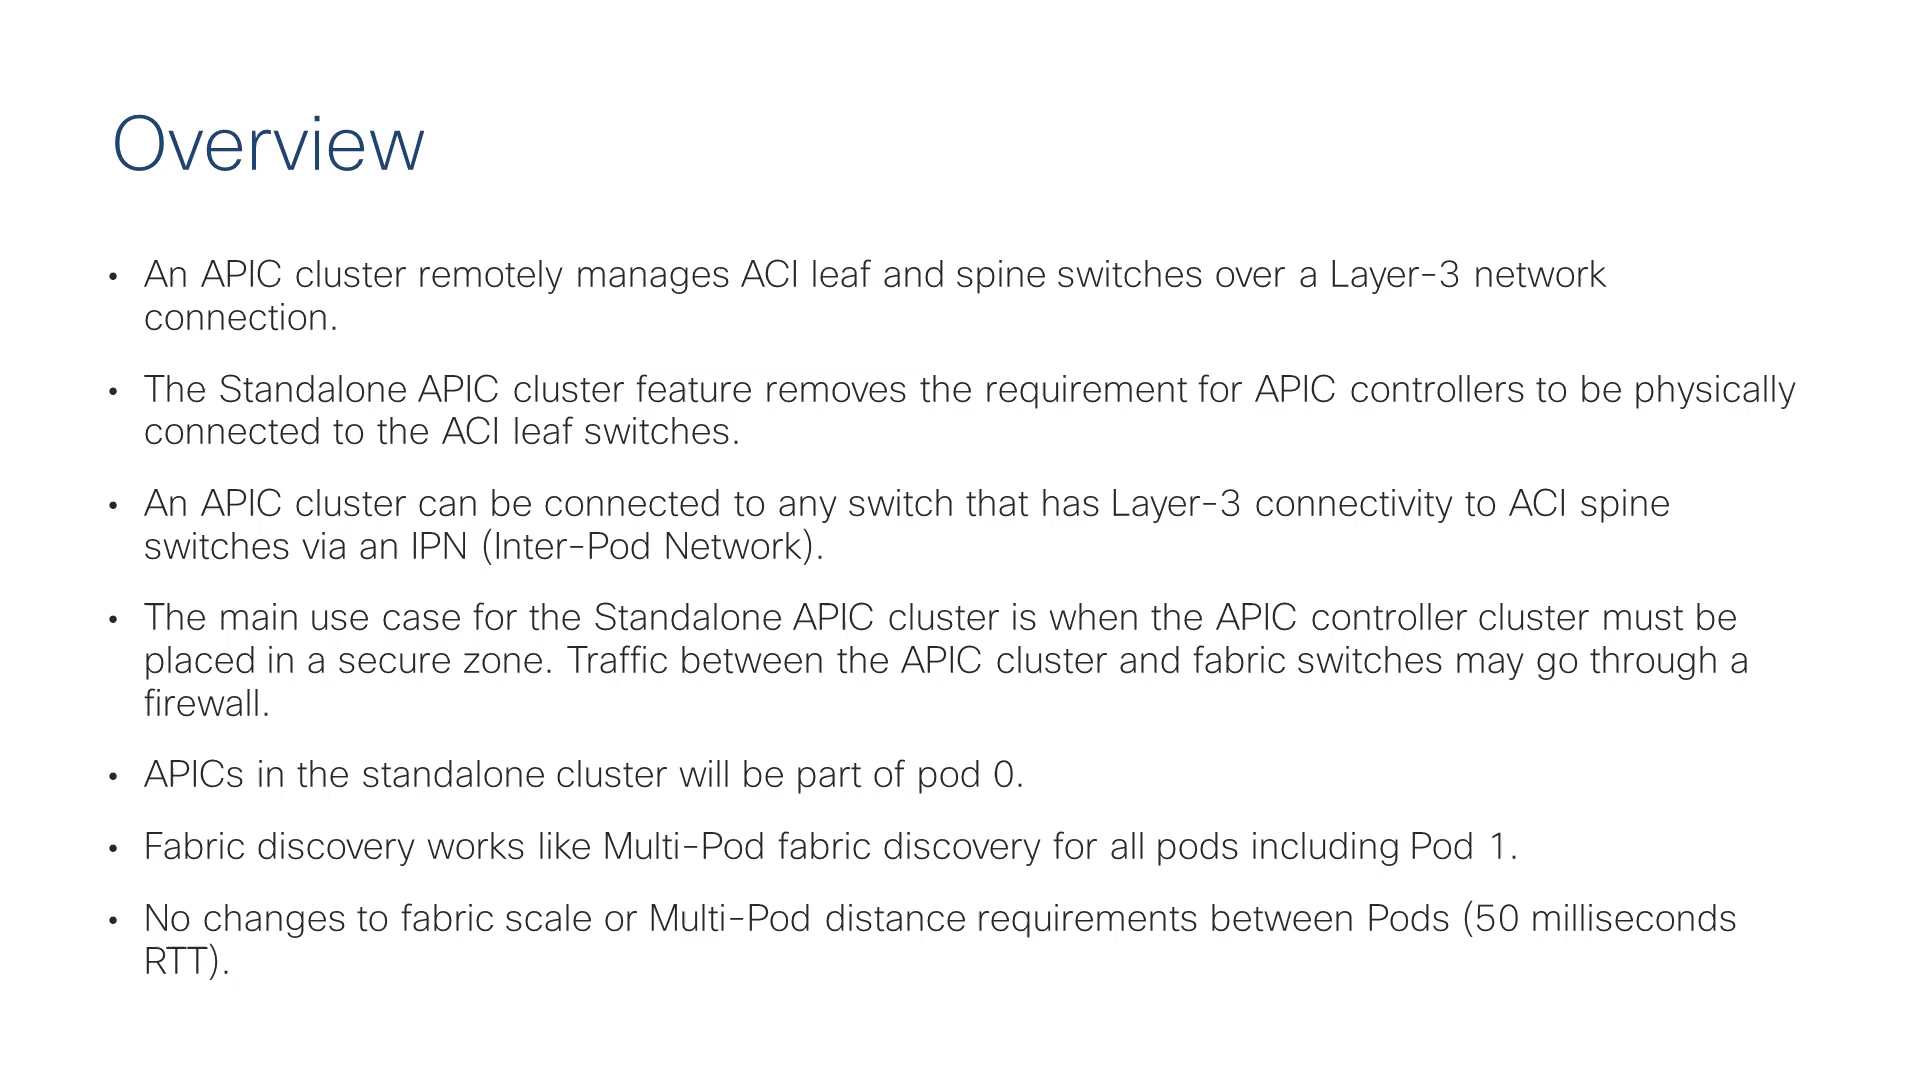 Overview
• An APIC cluster remotely manages ACI leaf and spine switches over a Layer-3 network
connection.
• The Standalone APIC cluster feature removes the requirement for APIC controllers to be physically
connected to the ACI leaf switches.
• An APIC cluster can be connected to any switch that has Layer-3 connectivity to ACI spine
switches via an IPN (Inter-Pod Network).
• The main use case for the Standalone APIC cluster is when the APIC controller cluster must be
placed in a secure zone. Traffic between the APIC cluster and fabric switches may go through a
firewall.
• APICs in the standalone cluster will be part of pod 0.
• Fabric discovery works like Multi-Pod fabric discovery for all pods including Pod 1.
• No changes to fabric scale or Multi-Pod distance requirements between Pods (50 milliseconds
RTT).